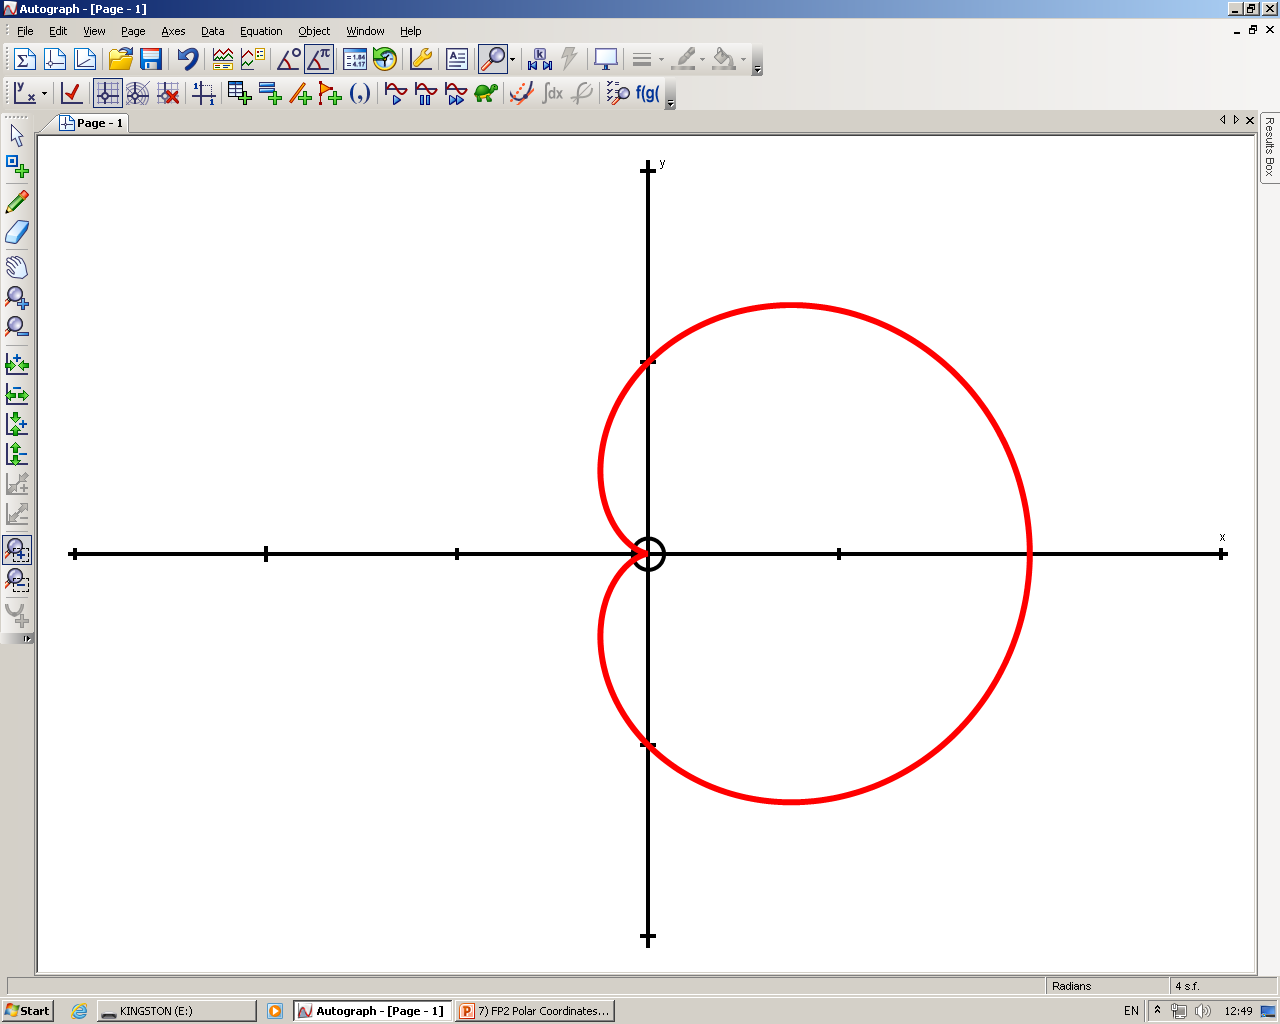 Autograph - [Page - 1]
File Edit View Page Axes Data Equation Object Window Help
Page - 1
Results Box
y
x
Radians 4 s.f.
Start KINGSTON (E:) Autograph - [Page - 1] 7) FP2 Polar Coordinates... EN 12:49